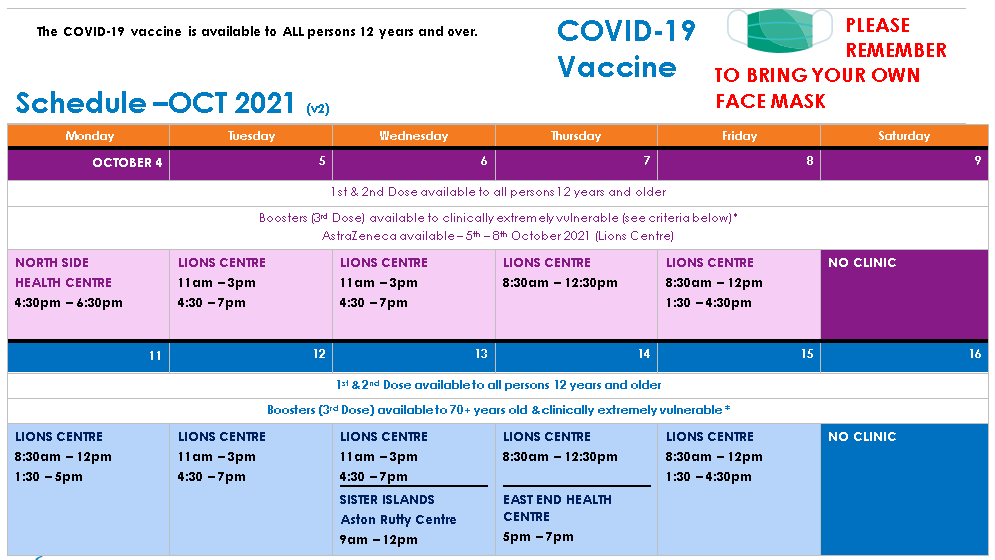 The COVID-19 vaccine is available to ALL persons 12 years and over.
COVID-19
Vaccine
PLEASE
REMEMBER
TO BRING YOUR OWN
FACE MASK
Schedule –OCT 2021 (v2)
Monday Tuesday Wednesday Thursday Friday Saturday
OCTOBER 4 5 6 7 8 9
1st & 2nd Dose available to all persons 12 years and older
Boosters (3rd Dose) available to clinically extremely vulnerable (see criteria below)*
AstraZeneca available – 5th – 8th October 2021 (Lions Centre)
NORTH SIDE
HEALTH CENTRE
4:30pm – 6:30pm
LIONS CENTRE
11am – 3pm
4:30 – 7pm
LIONS CENTRE
11am – 3pm
4:30 – 7pm
LIONS CENTRE
8:30am – 12:30pm
LIONS CENTRE
8:30am – 12pm
1:30 – 4:30pm
NO CLINIC
11 12 13 14 15 16
1st &2nd Dose available to all persons 12 years and older
Boosters (3rd Dose) available to 70+ years old & clinically extremely vulnerable *
LIONS CENTRE
8:30am – 12pm
1:30 – 5pm
LIONS CENTRE
11am – 3pm
4:30 – 7pm
LIONS CENTRE
11am – 3pm
4:30 – 7pm
SISTER ISLANDS
Aston Rutty Centre
9am – 12pm
LIONS CENTRE
8:30am – 12:30pm
EAST END HEALTH
CENTRE
5pm – 7pm
LIONS CENTRE
8:30am – 12pm
1:30 – 4:30pm
NO CLINIC